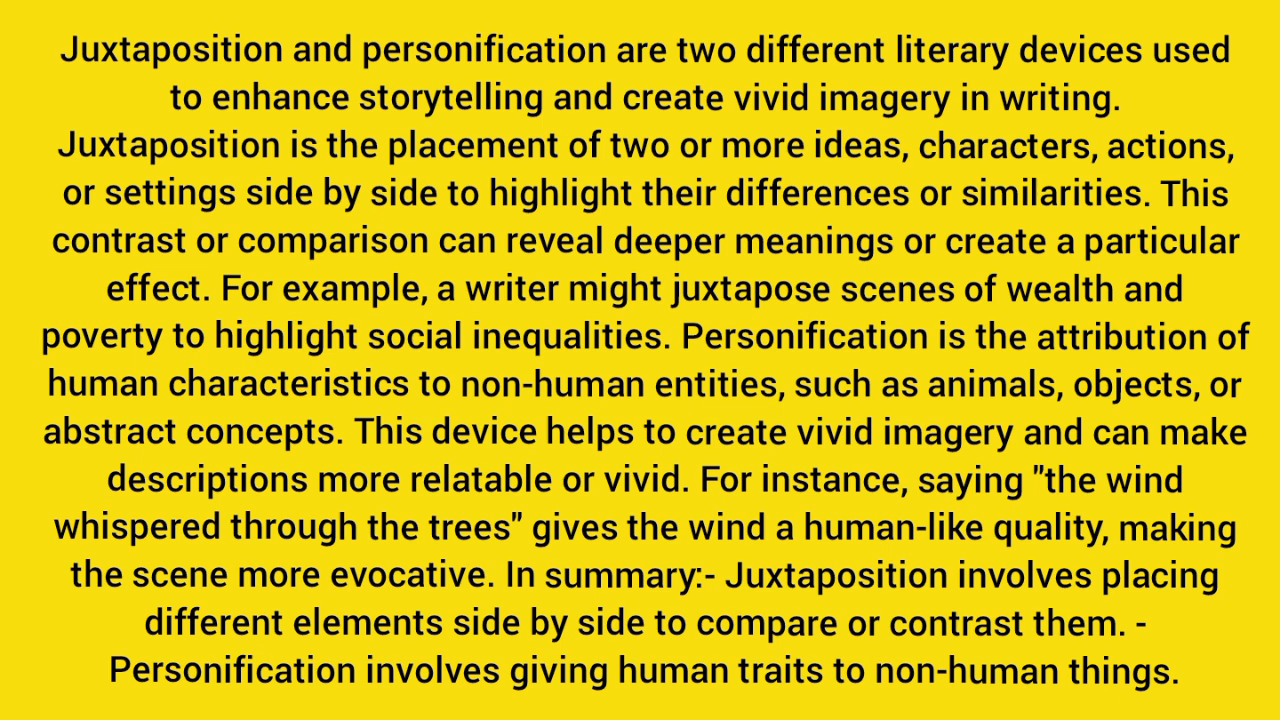 Juxtaposition and personification are two different literary devices used
to enhance storytelling and create vivid imagery in writing.
Juxtaposition is the placement of two or more ideas, characters, actions,
or settings side by side to highlight their differences or similarities. This
contrast or comparison can reveal deeper meanings or create a particular
effect. For example, a writer might juxtapose scenes of wealth and
poverty to highlight social inequalities. Personification is the attribution of
human characteristics to non-human entities, such as animals, objects, or
abstract concepts. This device helps to create vivid imagery and can make
descriptions more relatable or vivid. For instance, saying "the wind
whispered through the trees" gives the wind a human-like quality, making
the scene more evocative. In summary:- Juxtaposition involves placing
different elements side by side to compare or contrast them. -
Personification involves giving human traits to non-human things.